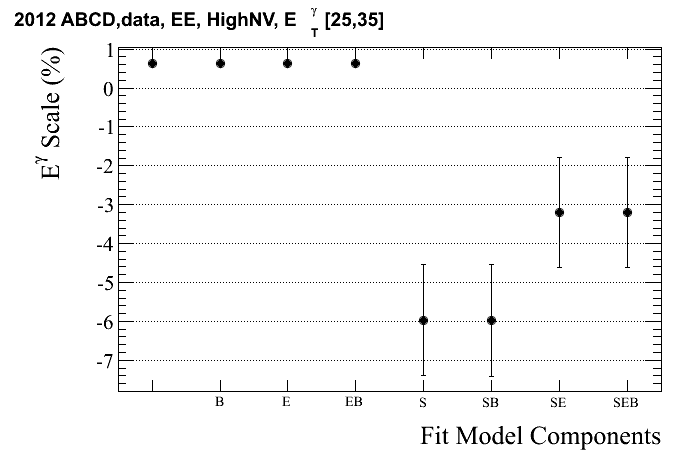 2012 ABCD,data, EE, HighNV, E γ T [25,35]
E γ Scale (%)
1
0
-1
-2
-3
-4
-5
-6
-7
B E EB S SB SE SEB
Fit Model Components